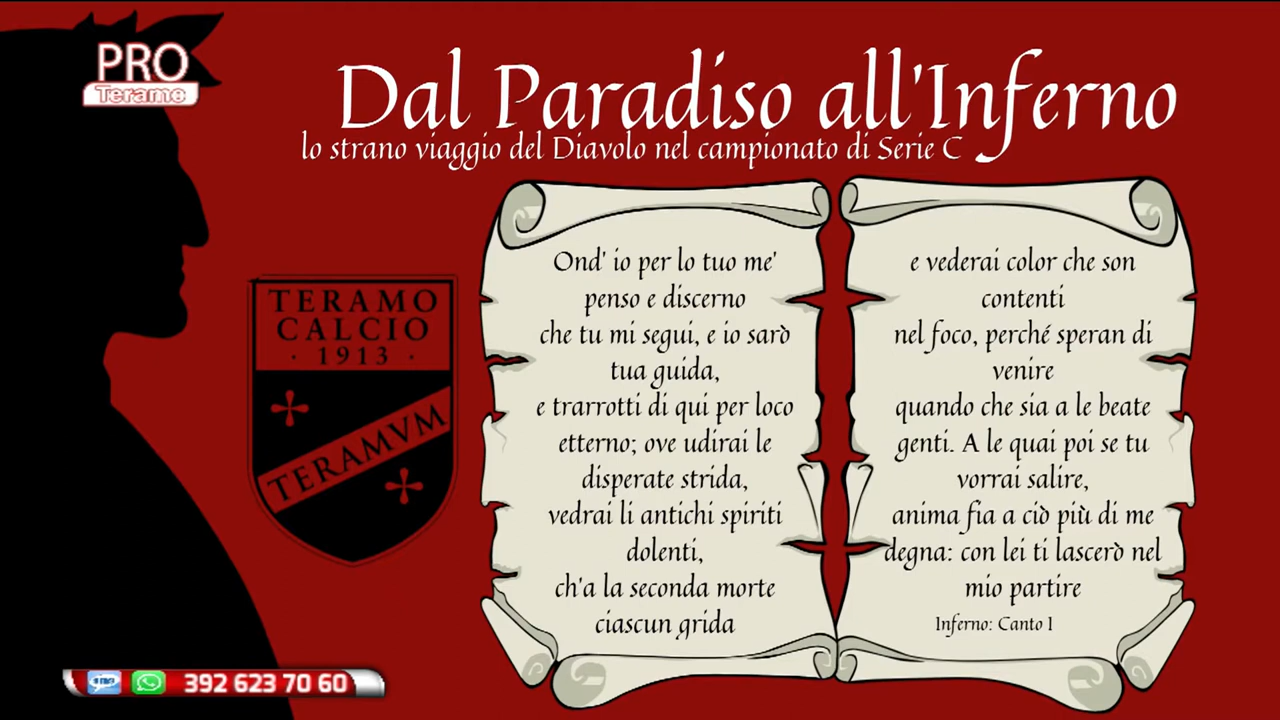 PRO
Teramo
Dal Paradiso all'Inferno
lo strano viaggio del Diavolo nel campionato di Serie C
TERAMO
CALCIO
· 1913 ·
TERAMVM
Ond' io per lo tuo me'
penso e discerno
che tu mi segui, e io sarò
tua guida,
e trarrotti di qui per loco
etterno; ove udirai le
disperate strida,
vedrai li antichi spiriti
dolenti,
ch'a la seconda morte
ciascun grida
e vederai color che son
contenti
nel foco, perché speran di
venire
quando che sia a le beate
genti. A le quai poi se tu
vorrai salire,
anima fia a ciò più di me
degna: con lei ti lascerò nel
mio partire
Inferno: Canto I
392 623 70 60